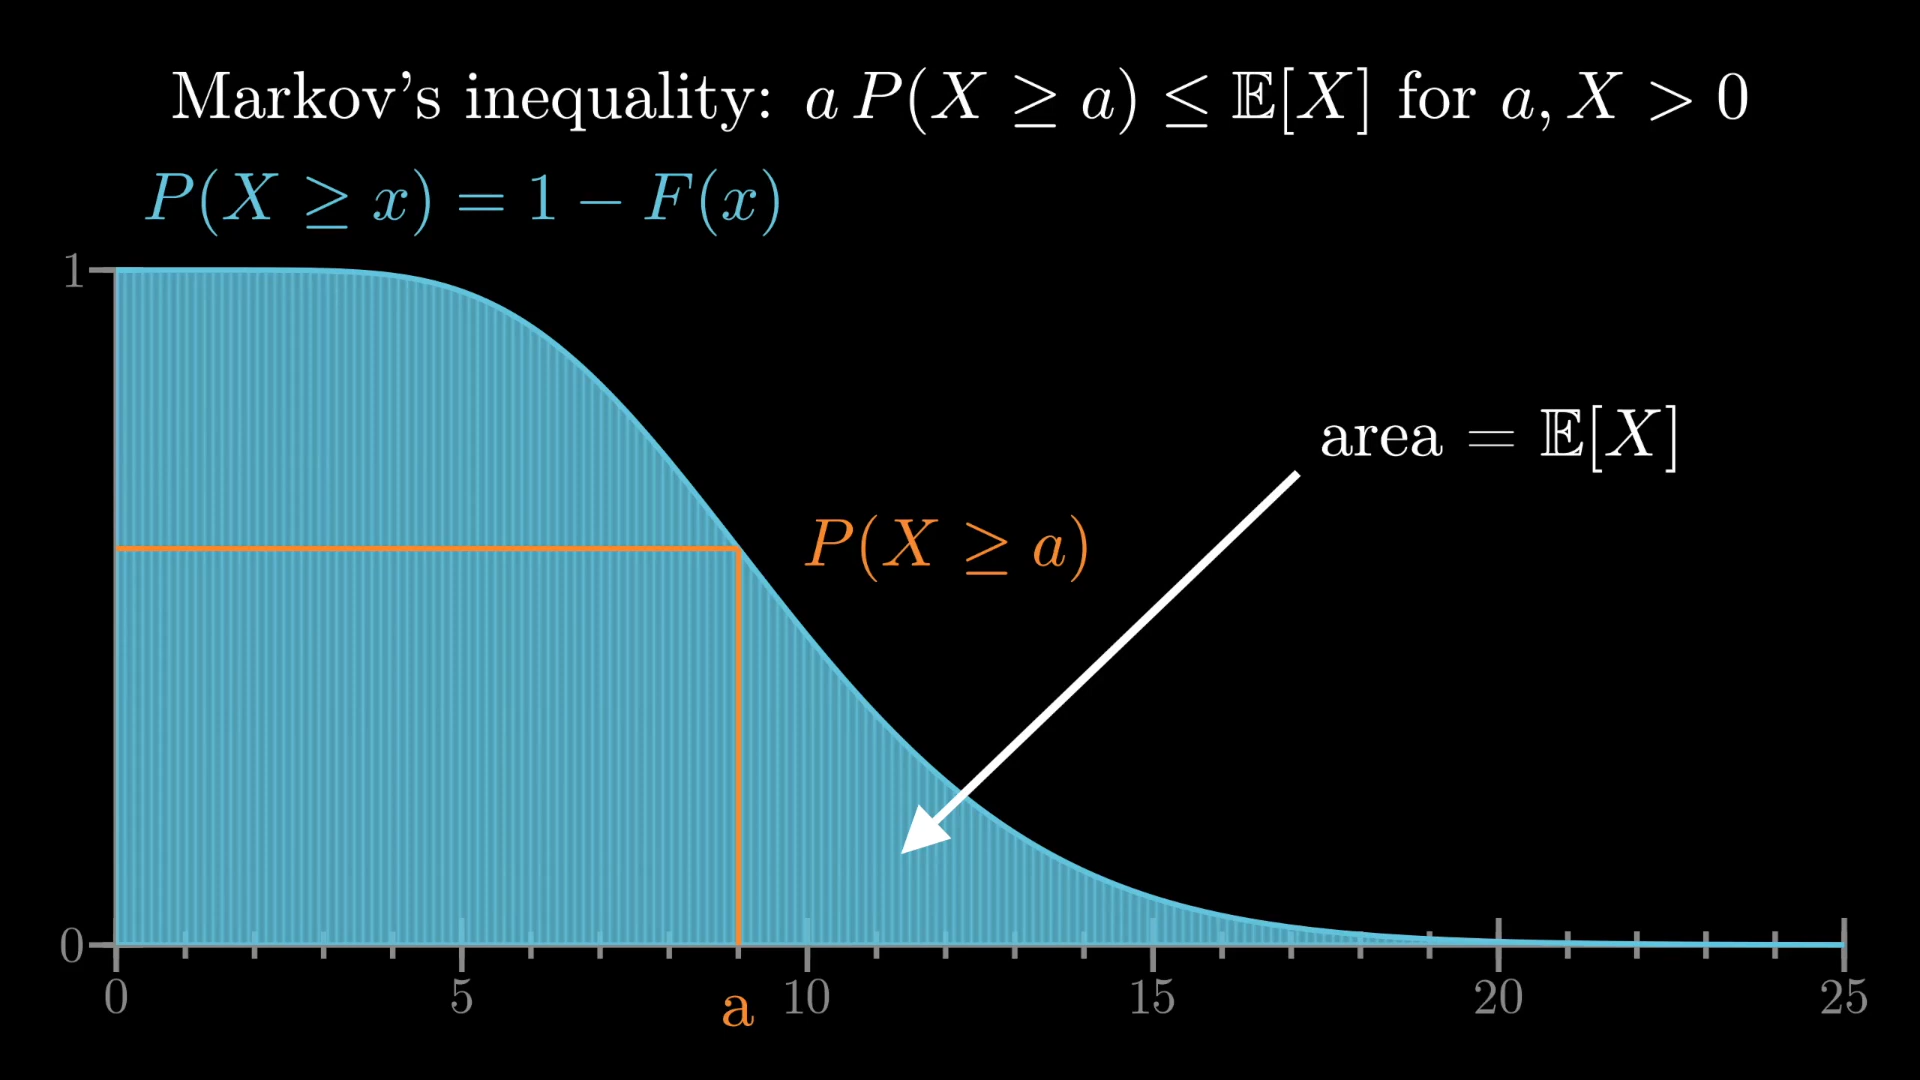 Markov's inequality: a P(X ≥ a) ≤ 𝔼[X] for a, X > 0
P(X ≥ x) = 1 − F(x)
1
area = 𝔼[X]
P(X ≥ a)
0
0 5 a 10 15 20 25